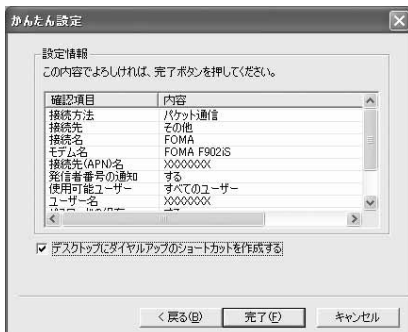 かんたん設定
設定情報
この内容でよろしければ、完了ボタンを押してください。
確認項目 内容
接続方法 パケット通信
接続先 その他
接続名 FOMA
モデム名 FOMA F902iS
接続先(APN)名 XXXXXXX
発信者番号の通知 する
使用可能ユーザー すべてのユーザー
ユーザー名 XXXXXXX
デスクトップにダイヤルアップのショートカットを作成する
< 戻る(B) 完了(F) キャンセル